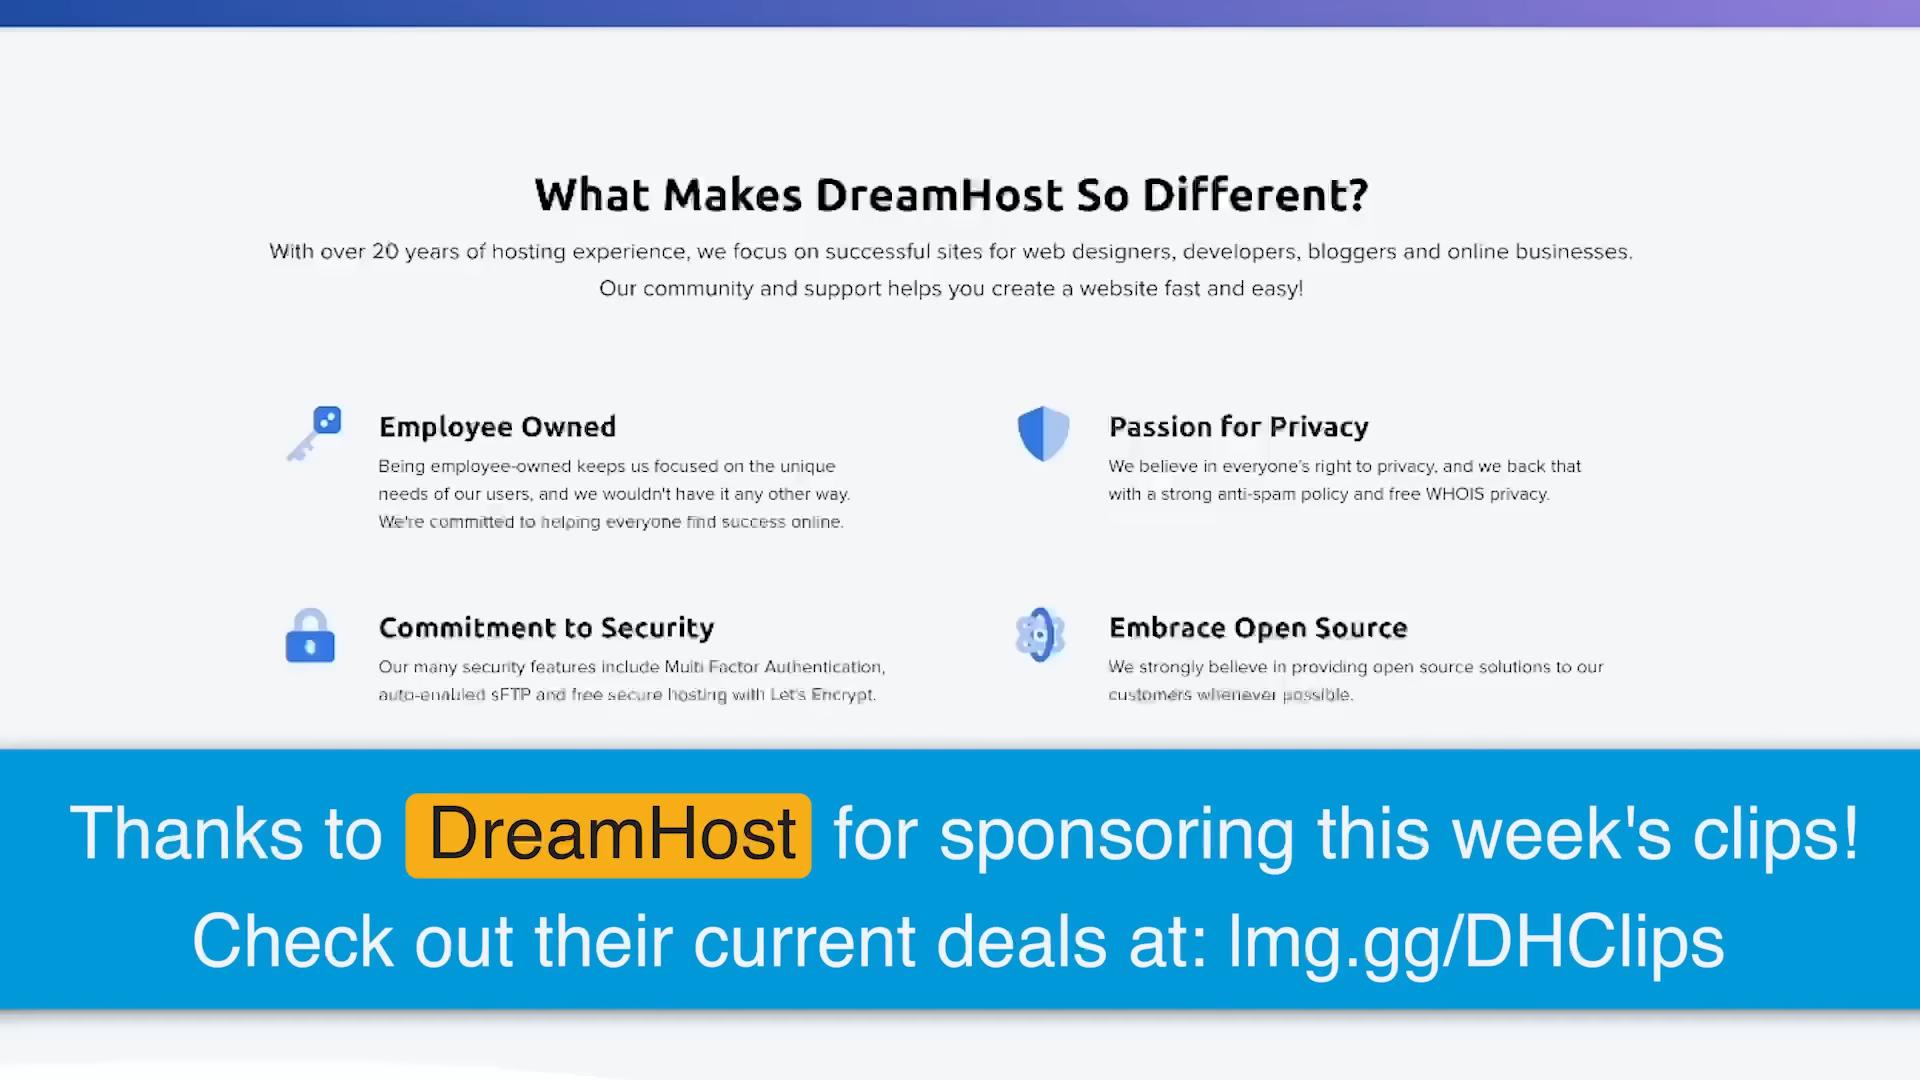 What Makes DreamHost So Different?
With over 20 years of hosting experience, we focus on successful sites for web designers, developers, bloggers and online businesses.
Our community and support helps you create a website fast and easy!
Employee Owned
Being employee-owned keeps us focused on the unique
needs of our users, and we wouldn't have it any other way.
We're committed to helping everyone find success online.
Passion for Privacy
We believe in everyone's right to privacy, and we back that
with a strong anti-spam policy and free WHOIS privacy.
Commitment to Security
Our many security features include Multi Factor Authentication,
auto-enabled sFTP and free secure hosting with Let's Encrypt.
Embrace Open Source
We strongly believe in providing open source solutions to our
customers whenever possible.
Thanks to DreamHost for sponsoring this week's clips!
Check out their current deals at: lmg.gg/DHClips